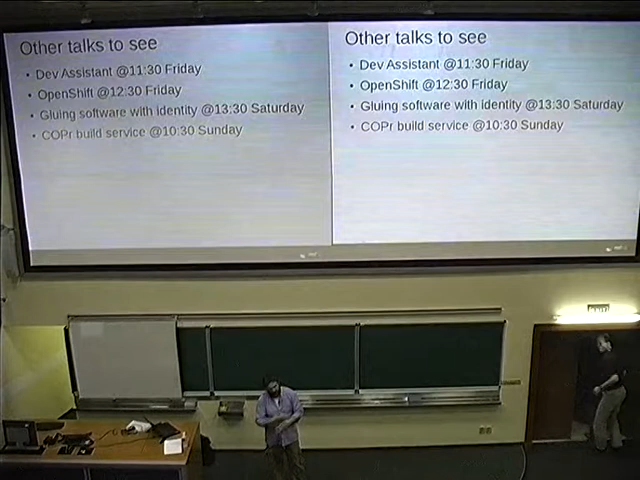 Other talks to see
• Dev Assistant @11:30 Friday
• OpenShift @12:30 Friday
• Gluing software with identity @13:30 Saturday
• COPr build service @10:30 Sunday
Other talks to see
• Dev Assistant @11:30 Friday
• OpenShift @12:30 Friday
• Gluing software with identity @13:30 Saturday
• COPr build service @10:30 Sunday